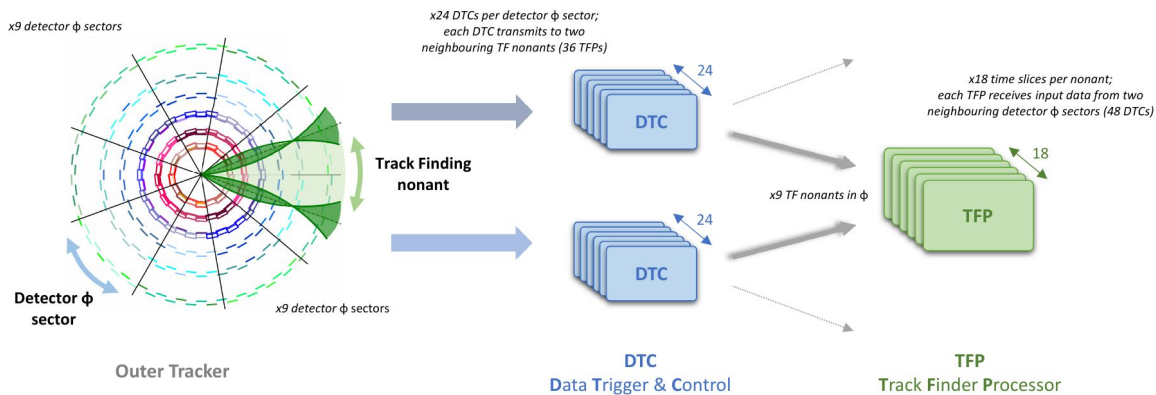 x9 detector ϕ sectors
x24 DTCs per detector ϕ sector;
each DTC transmits to two
neighbouring TF nonants (36 TFPs)
24
DTC
x18 time slices per nonant;
each TFP receives input data from two
neighbouring detector ϕ sectors (48 DTCs)
Track Finding
nonant
18
TFP
x9 TF nonants in ϕ
24
DTC
Detector ϕ
sector
x9 detector ϕ sectors
Outer Tracker
DTC
Data Trigger & Control
TFP
Track Finder Processor